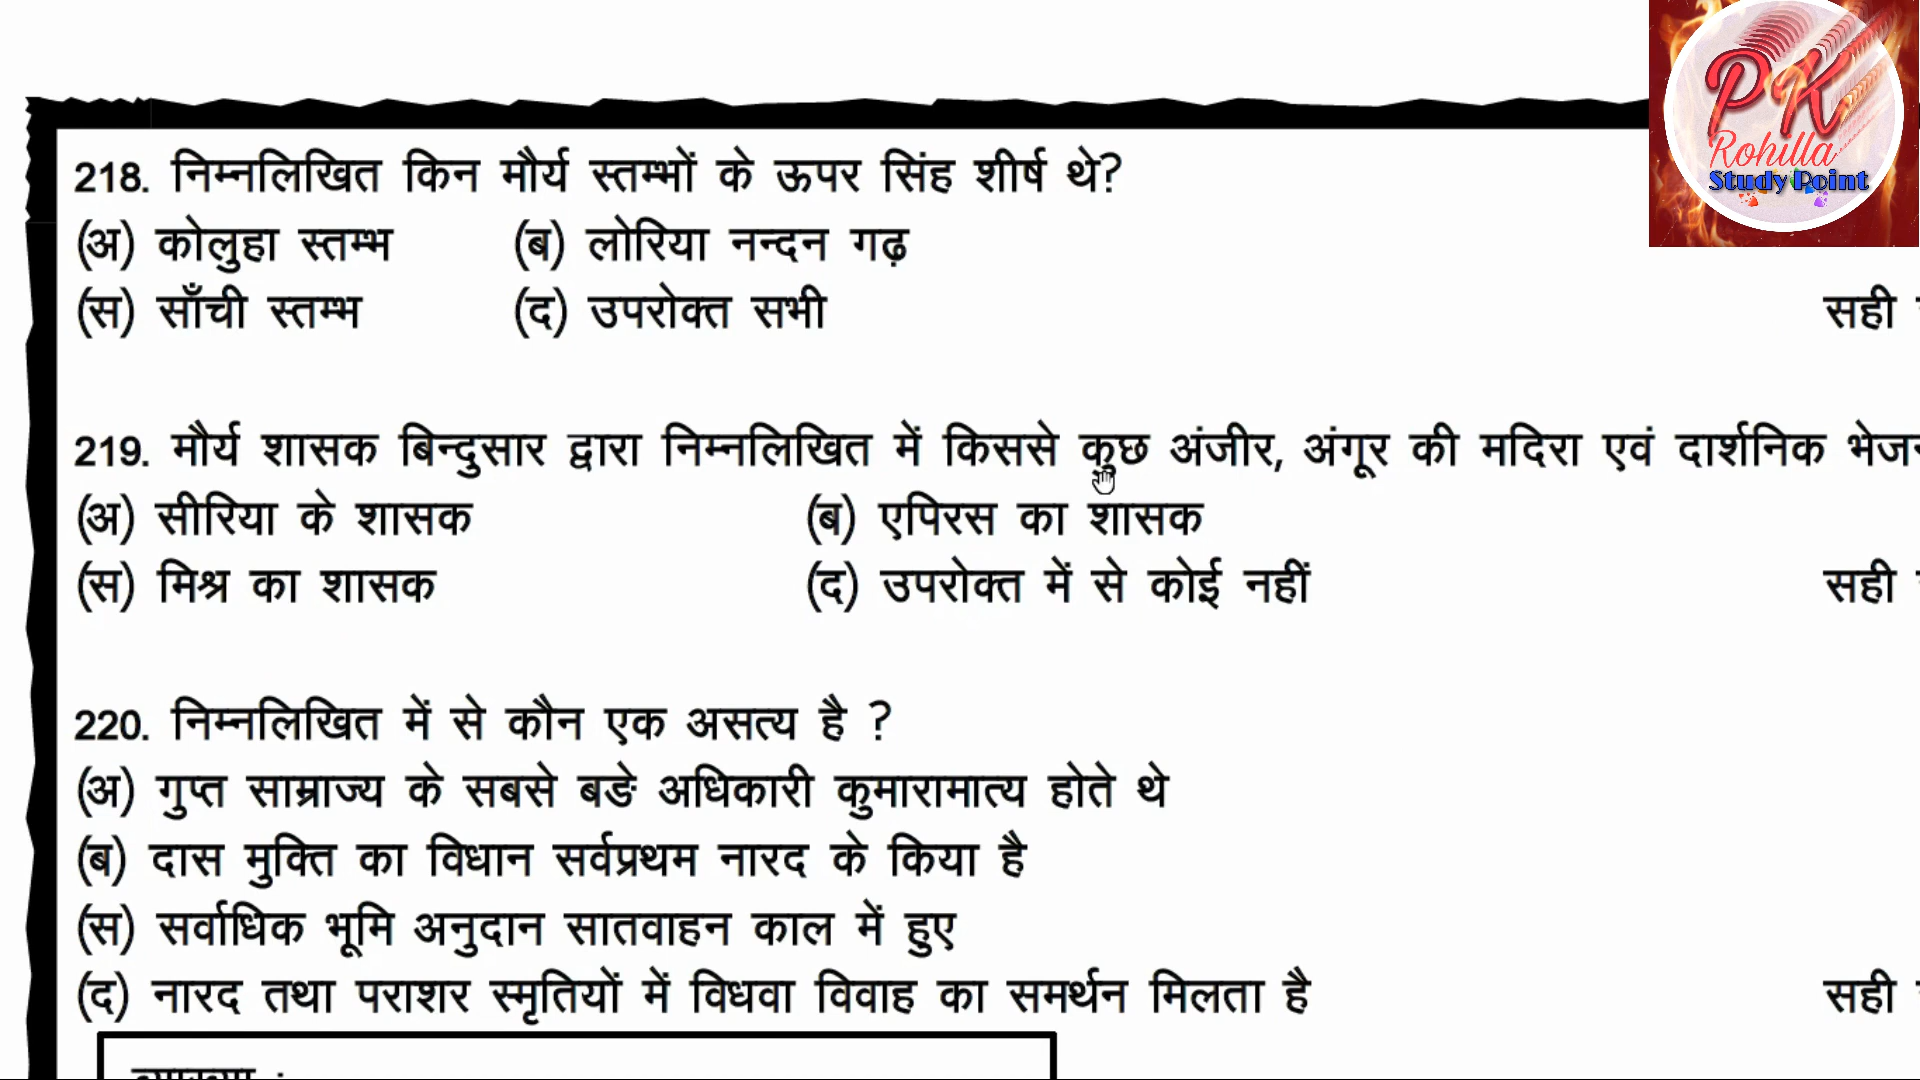 PK
Rohilla
Study Point
218. निम्नलिखित किन मौर्य स्तम्भों के ऊपर सिंह शीर्ष थे?
(अ) कोलुहा स्तम्भ (ब) लोरिया नन्दन गढ़
(स) साँची स्तम्भ (द) उपरोक्त सभी सही
219. मौर्य शासक बिन्दुसार द्वारा निम्नलिखित में किससे कुछ अंजीर, अंगूर की मदिरा एवं दार्शनिक
(अ) सीरिया के शासक (ब) एपिरस का शासक
(स) मिश्र का शासक (द) उपरोक्त में से कोई नहीं सही
220. निम्नलिखित में से कौन एक असत्य है ?
(अ) गुप्त साम्राज्य के सबसे बडे अधिकारी कुमारामात्य होते थे
(ब) दास मुक्ति का विधान सर्वप्रथम नारद के किया है
(स) सर्वाधिक भूमि अनुदान सातवाहन काल में हुए
(द) नारद तथा पराशर स्मृतियों में विधवा विवाह का समर्थन मिलता है सही